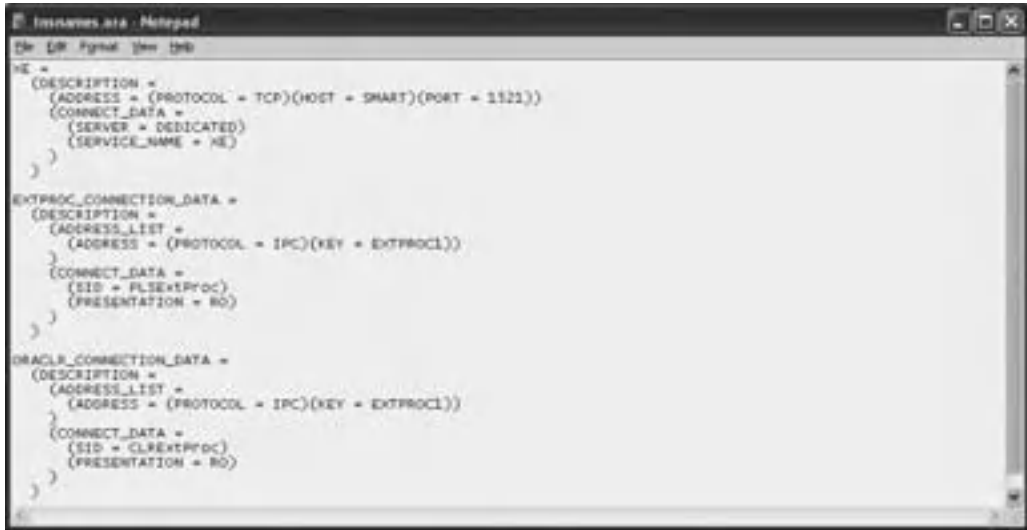 tnsnames.ora - Notepad
File Edit Format View Help
XE =
  (DESCRIPTION =
    (ADDRESS = (PROTOCOL = TCP)(HOST = SMART)(PORT = 1521))
    (CONNECT_DATA =
      (SERVER = DEDICATED)
      (SERVICE_NAME = XE)
    )
  )
EXTPROC_CONNECTION_DATA =
  (DESCRIPTION =
    (ADDRESS_LIST =
      (ADDRESS = (PROTOCOL = IPC)(KEY = EXTPROC1))
    )
    (CONNECT_DATA =
      (SID = PLSExtProc)
      (PRESENTATION = RO)
    )
  )
ORACLR_CONNECTION_DATA =
  (DESCRIPTION =
    (ADDRESS_LIST =
      (ADDRESS = (PROTOCOL = IPC)(KEY = EXTPROC1))
    )
    (CONNECT_DATA =
      (SID = CLRExtProc)
      (PRESENTATION = RO)
    )
  )